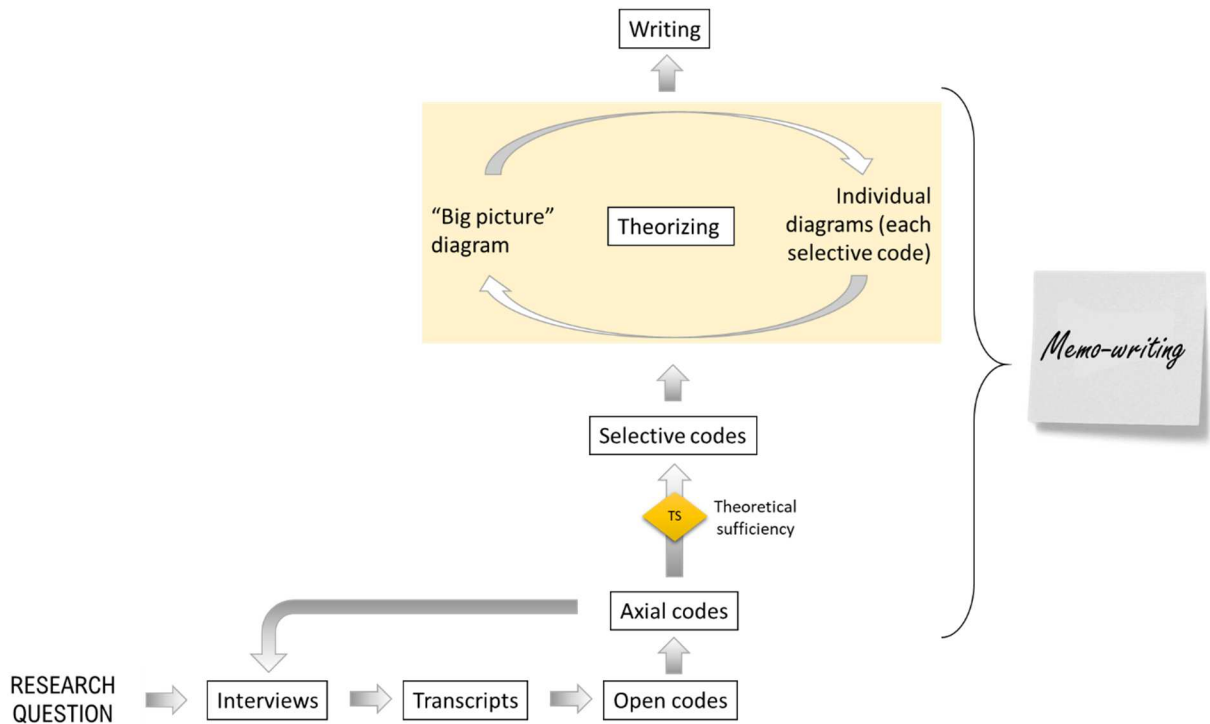 Writing
“Big picture”
diagram
Theorizing
Individual
diagrams (each
selective code)
Memo-writing
Selective codes
TS
Theoretical
sufficiency
Axial codes
RESEARCH
QUESTION
Interviews
Transcripts
Open codes